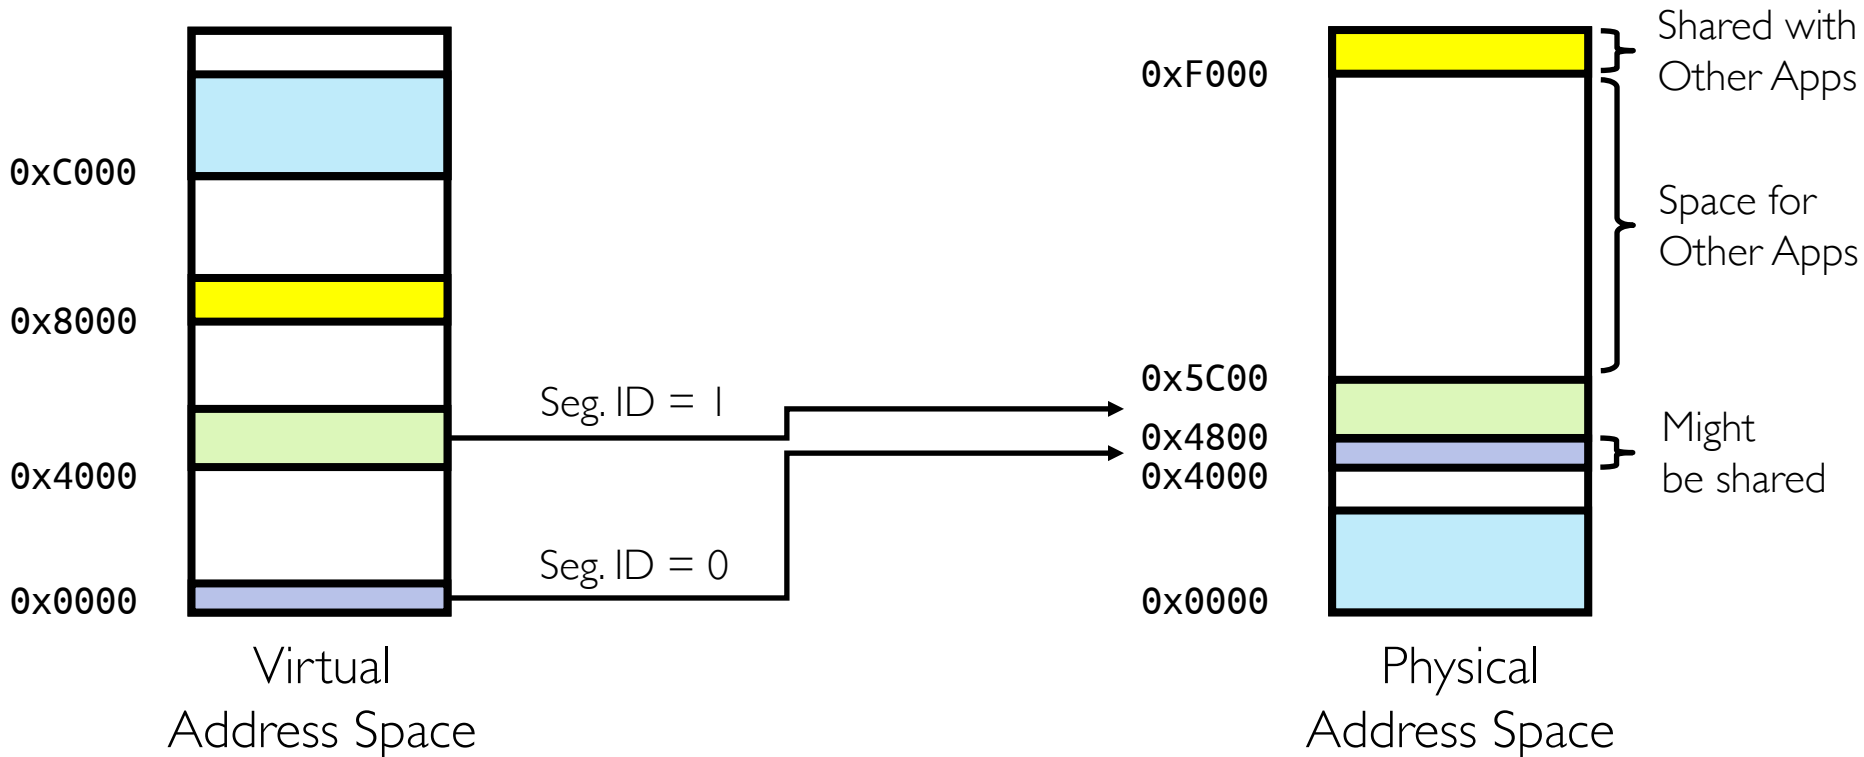 0xC000
0x8000
0x4000
0x0000
Virtual
Address Space
Seg. ID = 1
Seg. ID = 0
0xF000
0x5C00
0x4800
0x4000
0x0000
Physical
Address Space
Shared with
Other Apps
Space for
Other Apps
Might
be shared